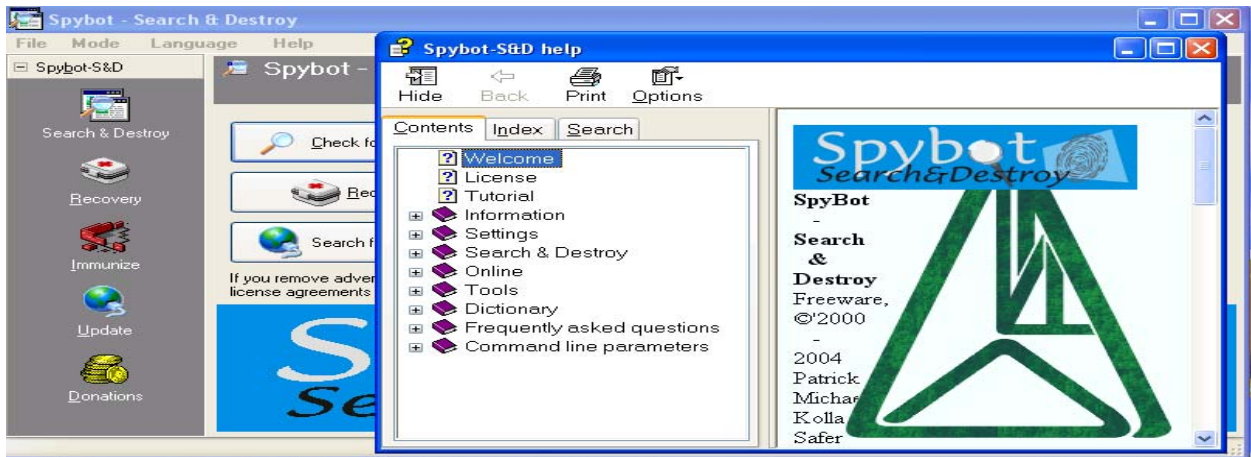 Spybot - Search & Destroy
File Mode Language Help
Spybot-S&D
Search & Destroy
Recovery
Immunize
Update
Donations
Spybot -
Check fo
Rec
Search f
If you remove adver
license agreements
S
Se
Spybot-S&D help
Hide Back Print Options
Contents Index Search
Welcome
License
Tutorial
Information
Settings
Search & Destroy
Online
Tools
Dictionary
Frequently asked questions
Command line parameters
Spybot
Search&Destroy
SpyBot
-
Search
&
Destroy
Freeware,
©'2000
-
2004
Patrick
Michae
Kolla
Safer